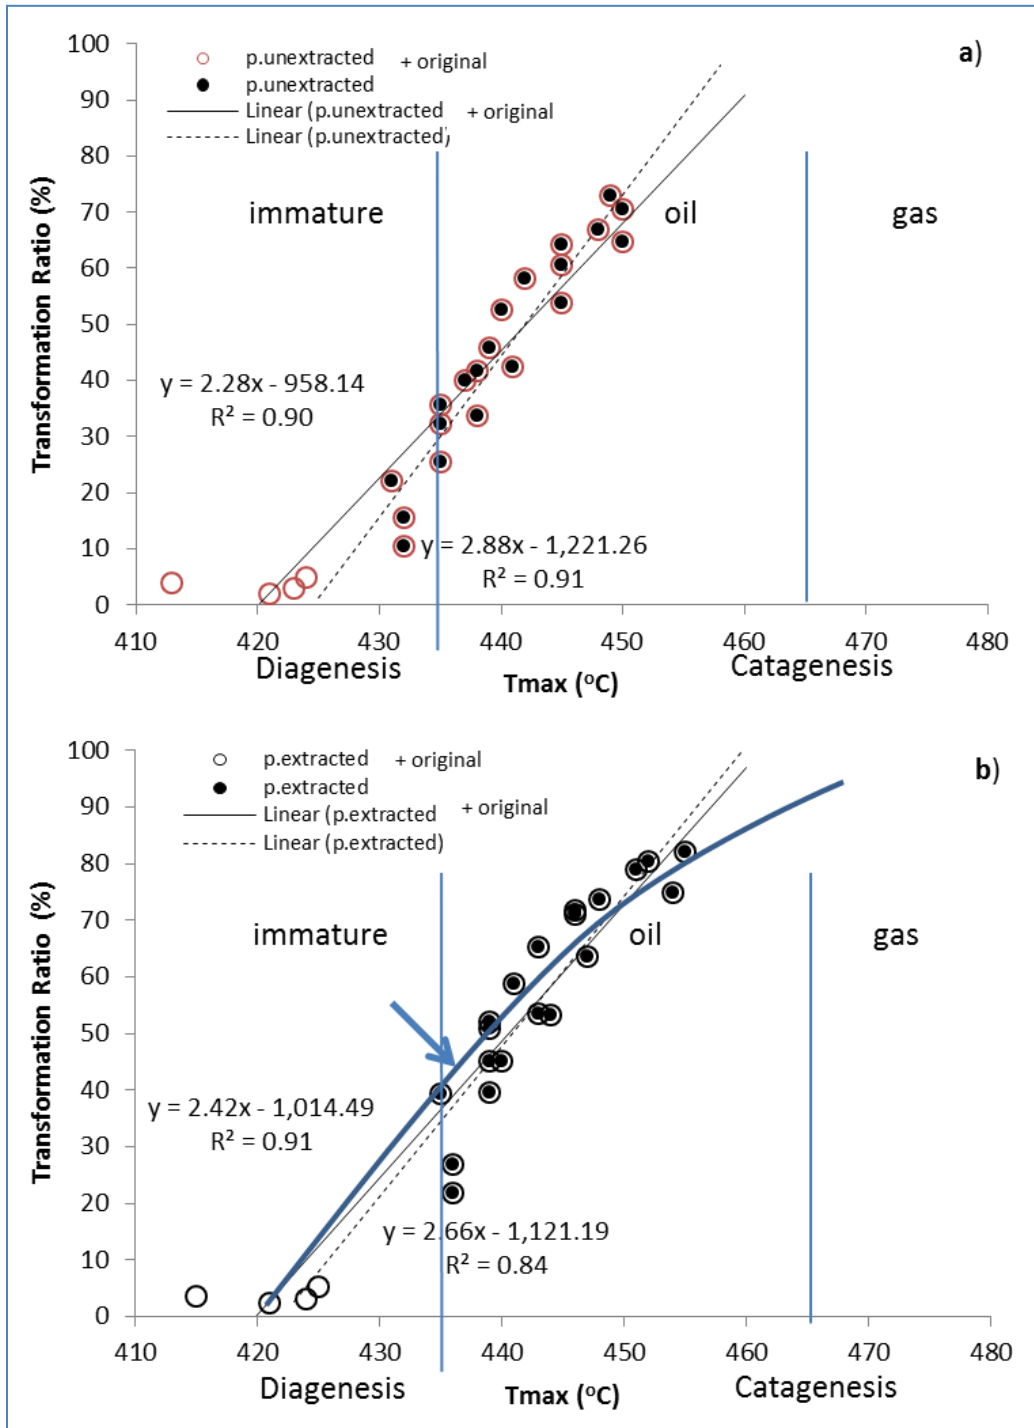 a)
p.unextracted + original
p.unextracted
Linear (p.unextracted + original
Linear (p.unextracted)
100
90
80
70
60
50
40
30
20
10
0
Transformation Ratio (%)
immature
oil
gas
y = 2.28x - 958.14
R² = 0.90
y = 2.88x - 1,221.26
R² = 0.91
410 420 430 440 450 460 470 480
Diagenesis
Tmax (°C)
Catagenesis
b)
p.extracted + original
p.extracted
Linear (p.extracted + original
Linear (p.extracted)
100
90
80
70
60
50
40
30
20
10
0
Transformation Ratio (%)
immature
oil
gas
y = 2.42x - 1,014.49
R² = 0.91
y = 2.66x - 1,121.19
R² = 0.84
410 420 430 440 450 460 470 480
Diagenesis
Tmax (°C)
Catagenesis